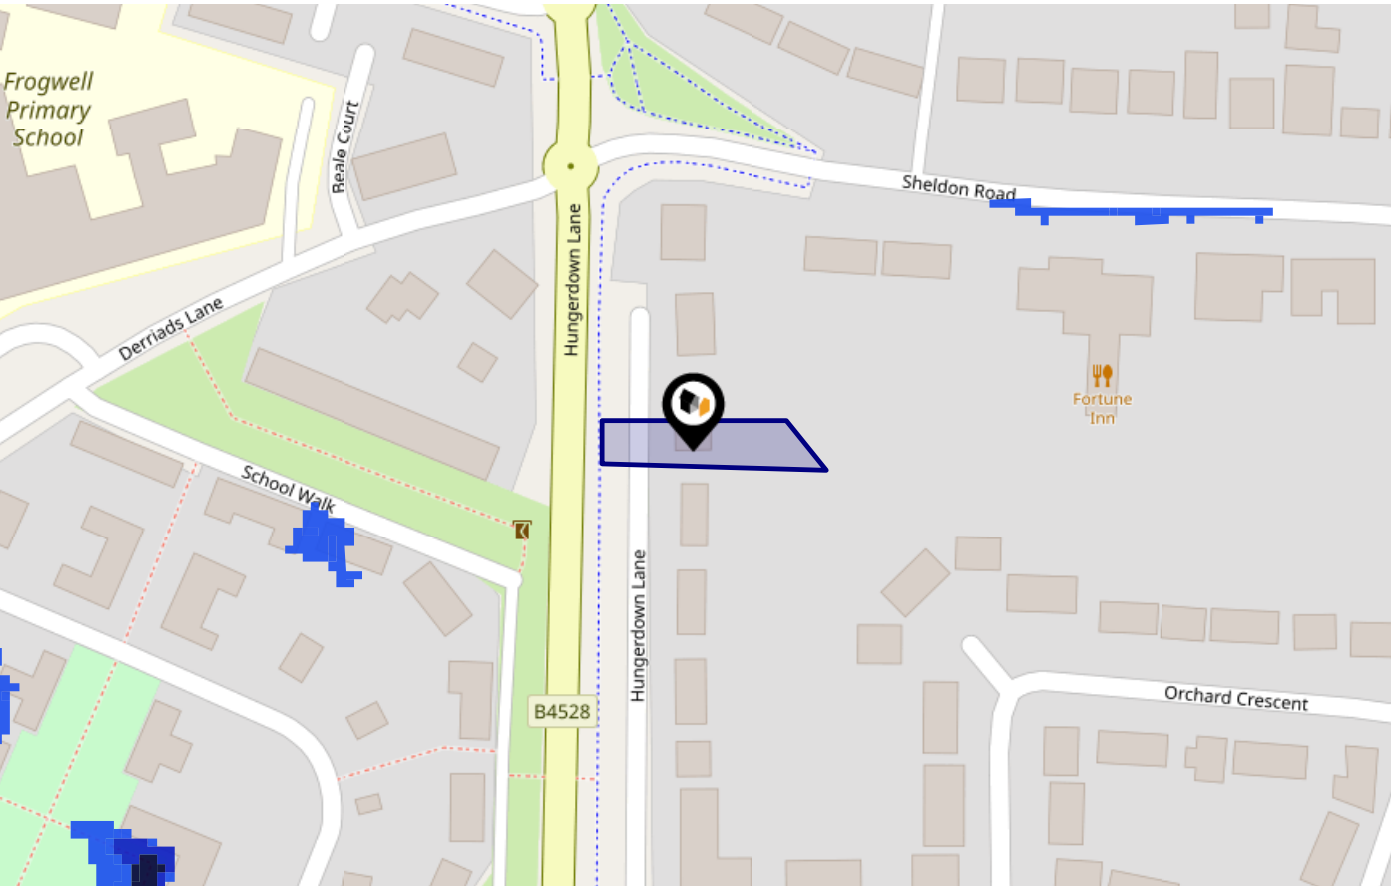 Frogwell
Primary
School
Beale Court
Sheldon Road
Hungerdown Lane
Derriads Lane
Fortune
Inn
School Walk
Hungerdown Lane
B4528
Orchard Crescent